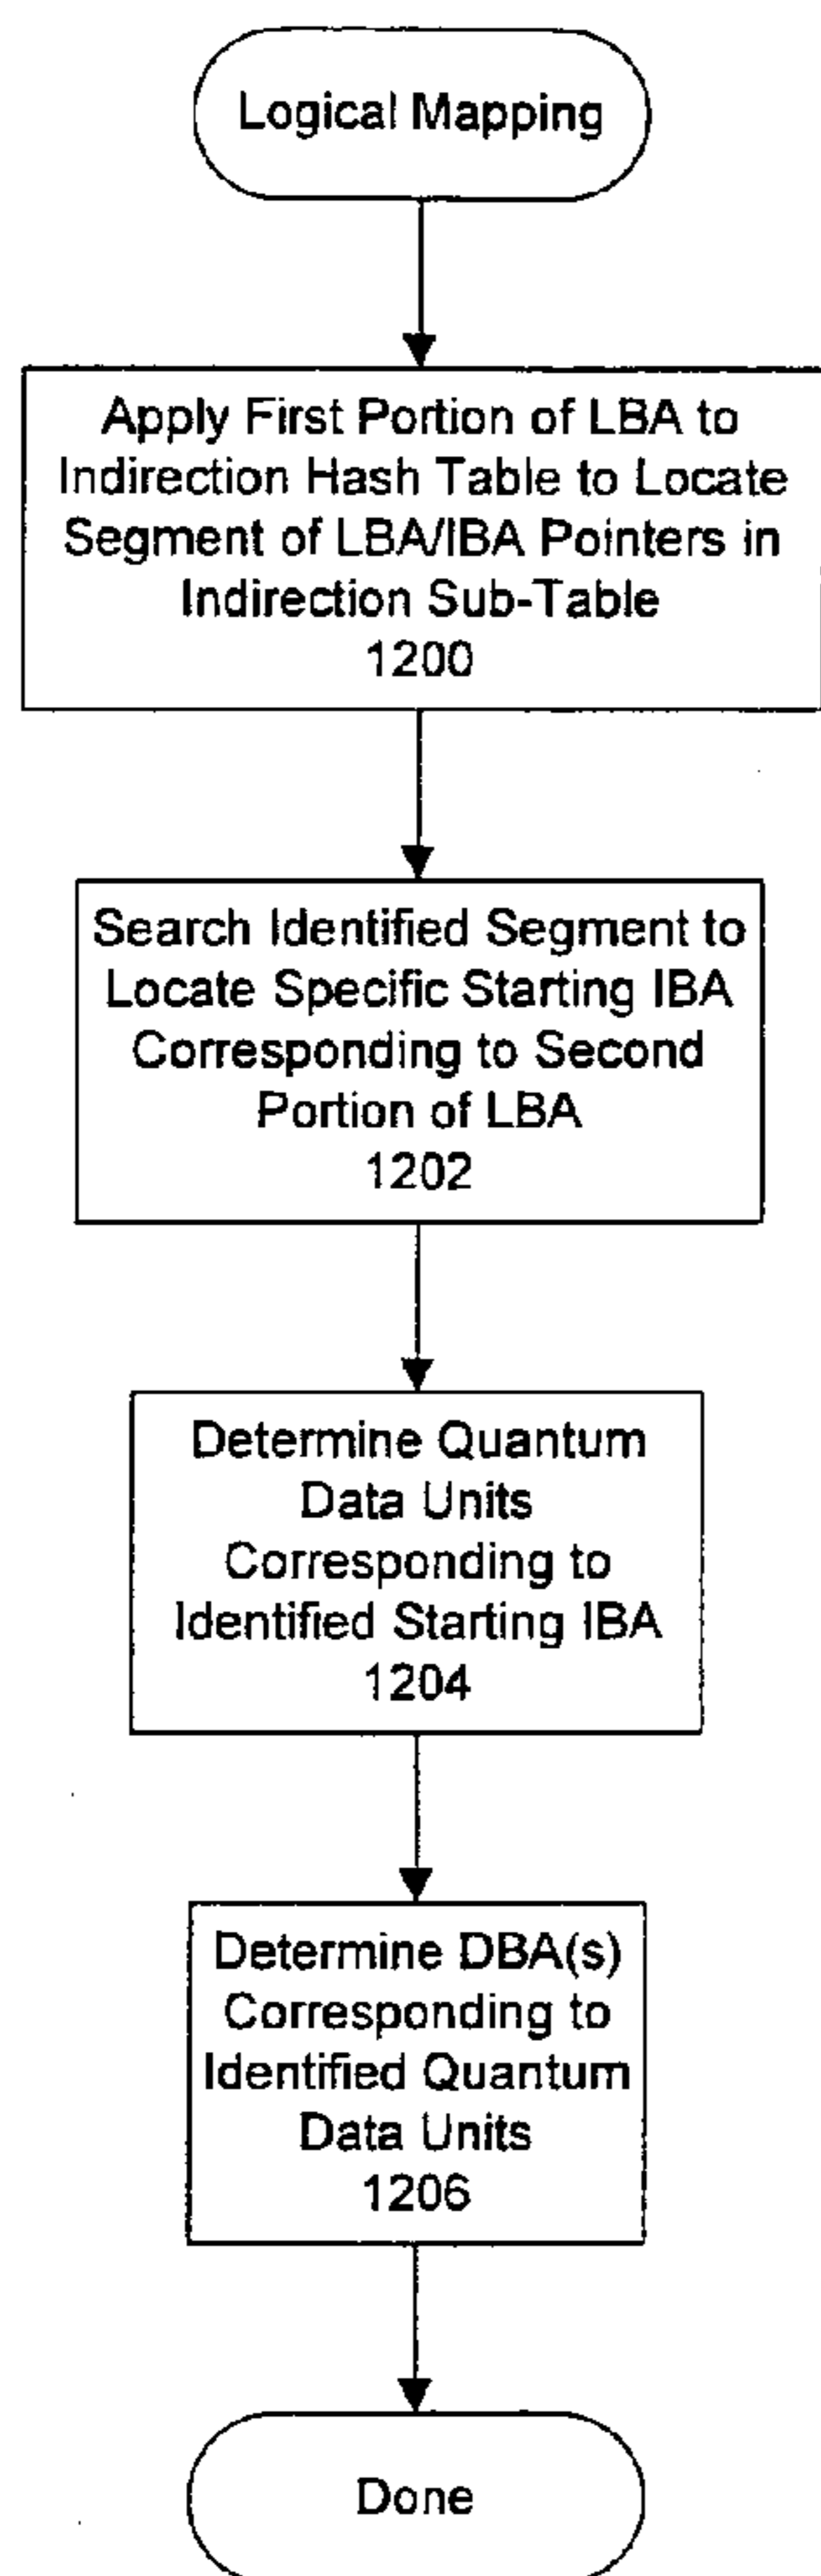 Logical Mapping
Apply First Portion of LBA to
Indirection Hash Table to Locate
Segment of LBA/IBA Pointers in
Indirection Sub-Table
1200
Search Identified Segment to
Locate Specific Starting IBA
Corresponding to Second
Portion of LBA
1202
Determine Quantum
Data Units
Corresponding to
Identified Starting IBA
1204
Determine DBA(s)
Corresponding to
Identified Quantum
Data Units
1206
Done